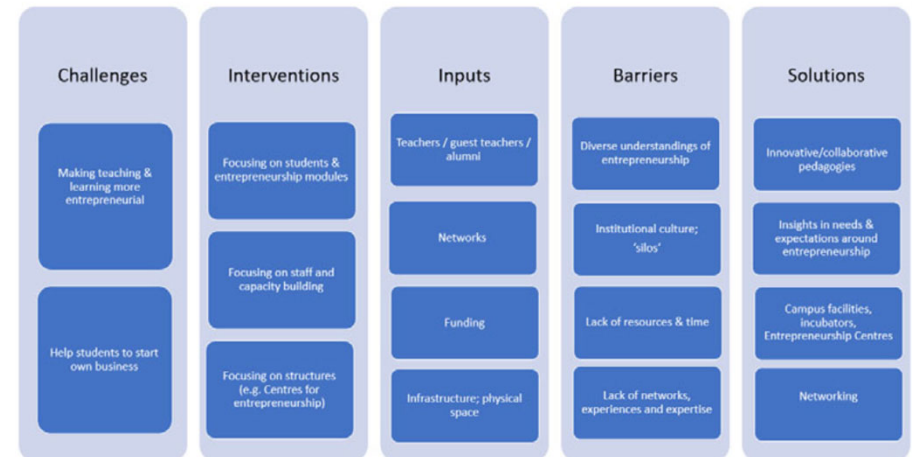 Challenges
Making teaching &
learning more
entrepreneurial
Help students to start
own business
Interventions
Focusing on students &
entrepreneurship modules
Focusing on staff and
capacity building
Focusing on structures
(e.g. Centres for
entrepreneurship)
Inputs
Teachers / guest teachers /
alumni
Networks
Funding
Infrastructure; physical
space
Barriers
Diverse understandings of
entrepreneurship
Institutional culture;
‘silos’
Lack of resources & time
Lack of networks,
experiences and expertise
Solutions
Innovative/collaborative
pedagogies
Insights in needs &
expectations around
entrepreneurship
Campus facilities,
incubators,
Entrepreneurship Centres
Networking